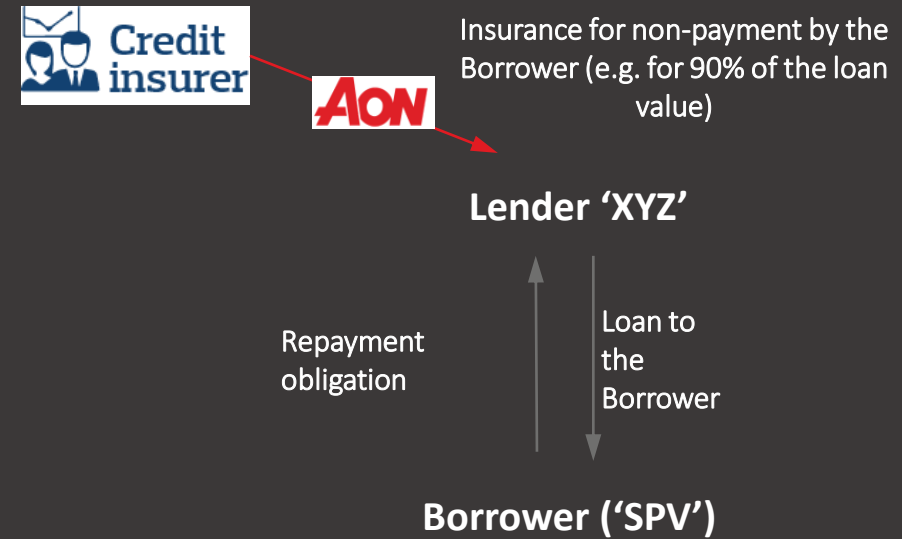 Credit
insurer
AON
Insurance for non-payment by the
Borrower (e.g. for 90% of the loan
value)
Lender ‘XYZ’
Repayment
obligation
Loan to
the
Borrower
Borrower (‘SPV’)